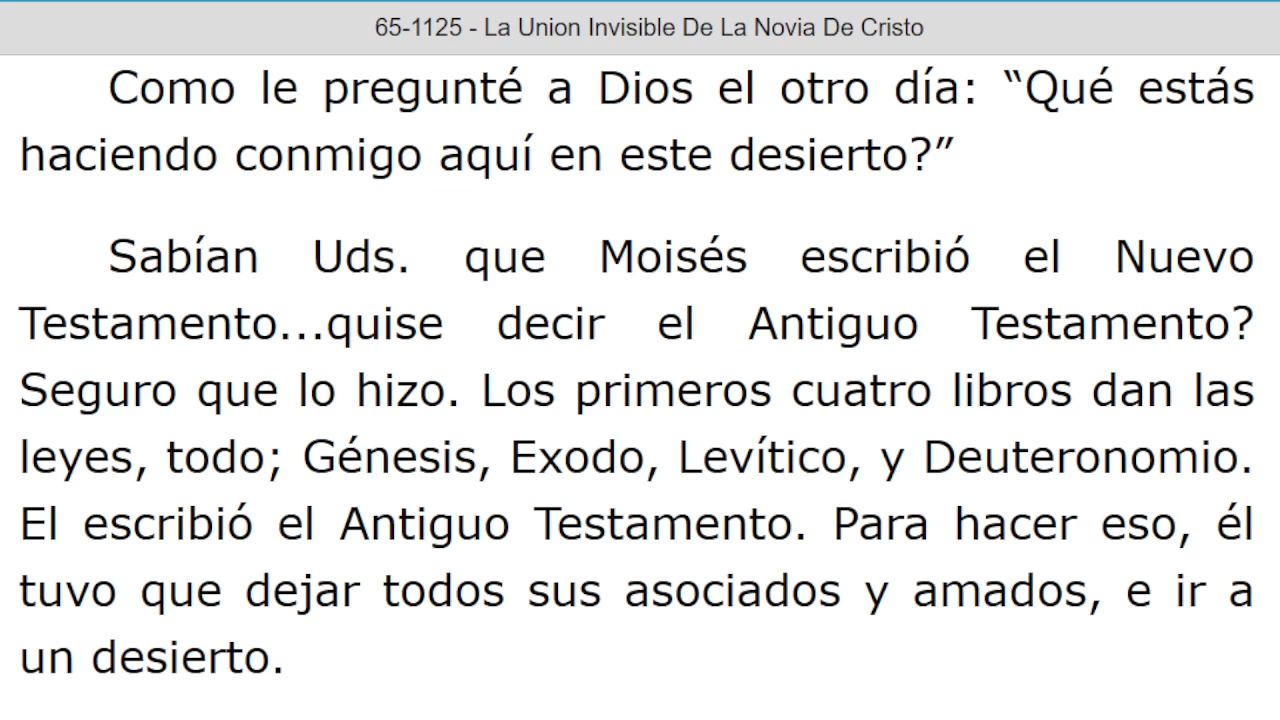 65-1125 - La Union Invisible De La Novia De Cristo
Como le pregunté a Dios el otro día: “Qué estás
haciendo conmigo aquí en este desierto?”
Sabían Uds. que Moisés escribió el Nuevo
Testamento...quise decir el Antiguo Testamento?
Seguro que lo hizo. Los primeros cuatro libros dan las
leyes, todo; Génesis, Exodo, Levítico, y Deuteronomio.
El escribió el Antiguo Testamento. Para hacer eso, él
tuvo que dejar todos sus asociados y amados, e ir a
un desierto.